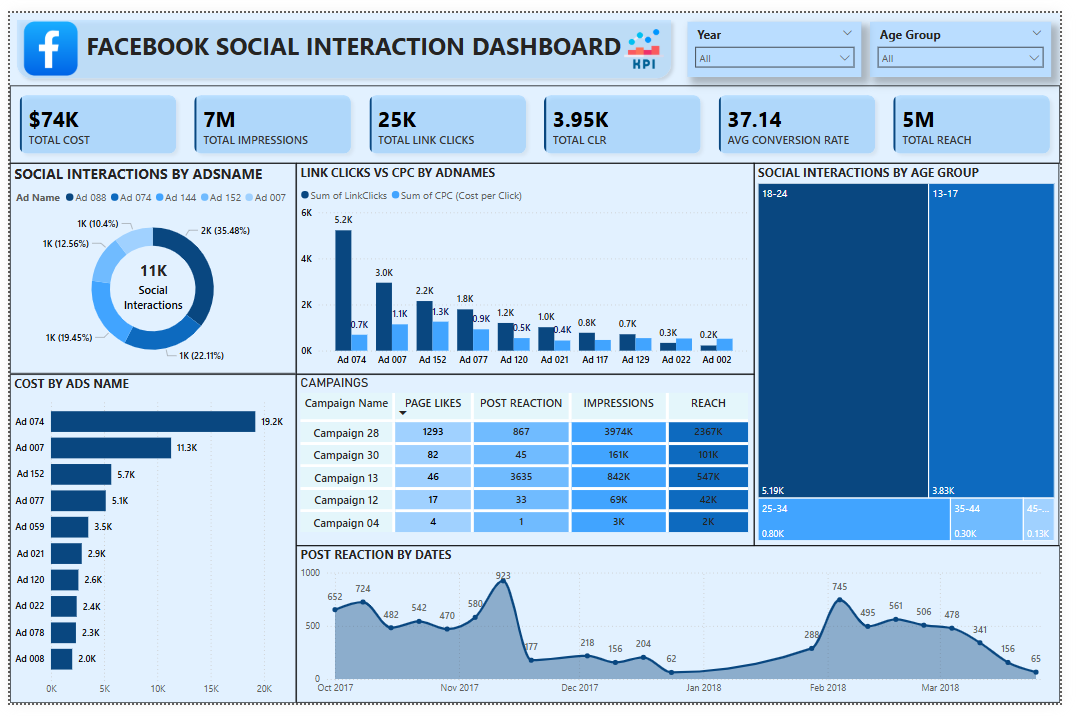 FACEBOOK SOCIAL INTERACTION DASHBOARD
HPI
Year
All
Age Group
All
$74K
TOTAL COST
7M
TOTAL IMPRESSIONS
25K
TOTAL LINK CLICKS
3.95K
TOTAL CLR
37.14
AVG CONVERSION RATE
5M
TOTAL REACH
SOCIAL INTERACTIONS BY ADSNAME
Ad Name Ad 088 Ad 074 Ad 144 Ad 152 Ad 007
1K (10.4%)
2K (35.48%)
1K (12.56%)
11K
Social
Interactions
1K (19.45%)
1K (22.11%)
LINK CLICKS VS CPC BY ADNAMES
Sum of LinkClicks Sum of CPC (Cost per Click)
6K
4K
2K
0K
5.2K
0.7K
3.0K
1.1K
2.2K
1.3K
1.8K
0.9K
1.2K
0.5K
1.0K
0.4K
0.8K
0.7K
0.3K
0.2K
Ad 074 Ad 007 Ad 152 Ad 077 Ad 120 Ad 021 Ad 117 Ad 129 Ad 022 Ad 002
SOCIAL INTERACTIONS BY AGE GROUP
18-24
5.19K
13-17
3.83K
25-34
0.80K
35-44
0.30K
45-...
0.13K
COST BY ADS NAME
Ad 074 19.2K
Ad 007 11.3K
Ad 152 5.7K
Ad 077 5.1K
Ad 059 3.5K
Ad 021 2.9K
Ad 120 2.6K
Ad 022 2.4K
Ad 078 2.3K
Ad 008 2.0K
0K 5K 10K 15K 20K
CAMPAINGS
Campaign Name PAGE LIKES POST REACTION IMPRESSIONS REACH
Campaign 28 1293 867 3974K 2367K
Campaign 30 82 45 161K 101K
Campaign 13 46 3635 842K 547K
Campaign 12 17 33 69K 42K
Campaign 04 4 1 3K 2K
POST REACTION BY DATES
1000
500
0
652
724
482
542
470
580
923
177
218
156
204
62
288
745
495
561
506
478
341
156
65
Oct 2017 Nov 2017 Dec 2017 Jan 2018 Feb 2018 Mar 2018